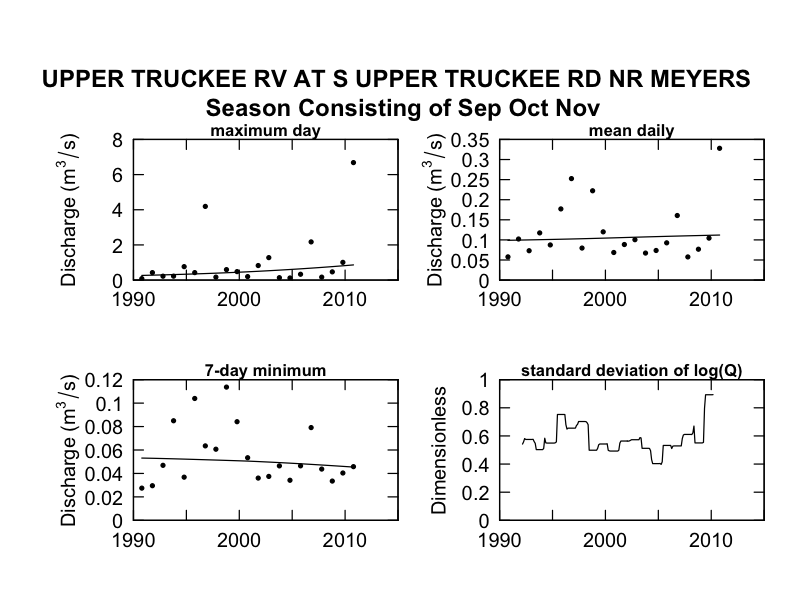 UPPER TRUCKEE RV AT S UPPER TRUCKEE RD NR MEYERS
Season Consisting of Sep Oct Nov
maximum day
Discharge (m³/s)
8
6
4
2
0
1990 2000 2010
mean daily
Discharge (m³/s)
0.35
0.3
0.25
0.2
0.15
0.1
0.05
0
1990 2000 2010
7-day minimum
Discharge (m³/s)
0.12
0.1
0.08
0.06
0.04
0.02
0
1990 2000 2010
standard deviation of log(Q)
Dimensionless
1
0.8
0.6
0.4
0.2
0
1990 2000 2010